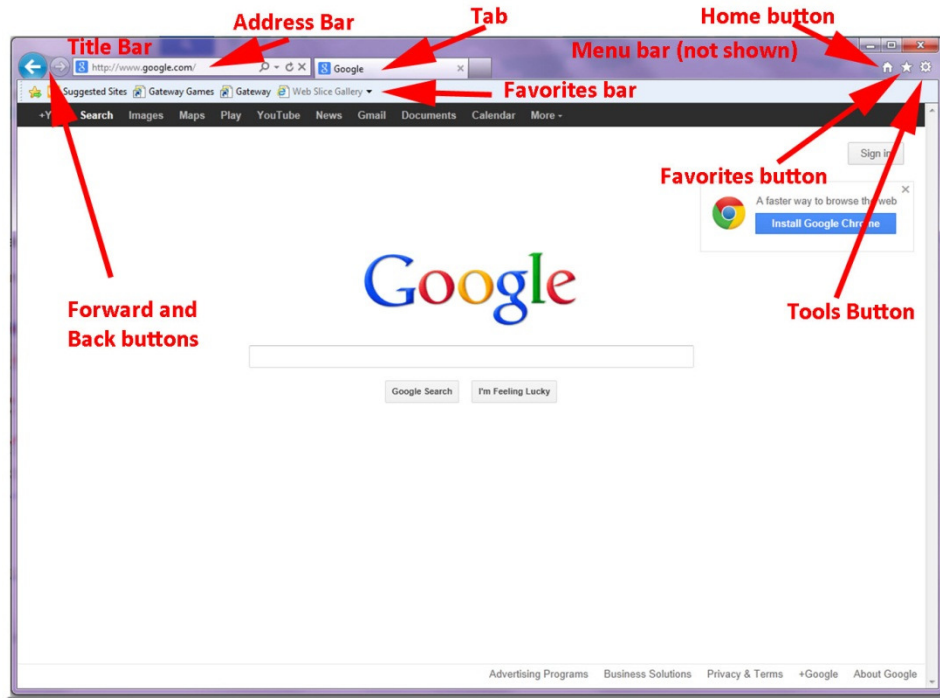 Address Bar
Tab
Home button
Title Bar
Menu bar (not shown)
http://www.google.com/
Google
Suggested Sites Gateway Games Gateway Web Slice Gallery
Favorites bar
Search Images Maps Play YouTube News Gmail Documents Calendar More
Sign in
Favorites button
A faster way to browse the web
Install Google Chrome
Google
Forward and
Back buttons
Tools Button
Google Search I'm Feeling Lucky
Advertising Programs Business Solutions Privacy & Terms +Google About Google